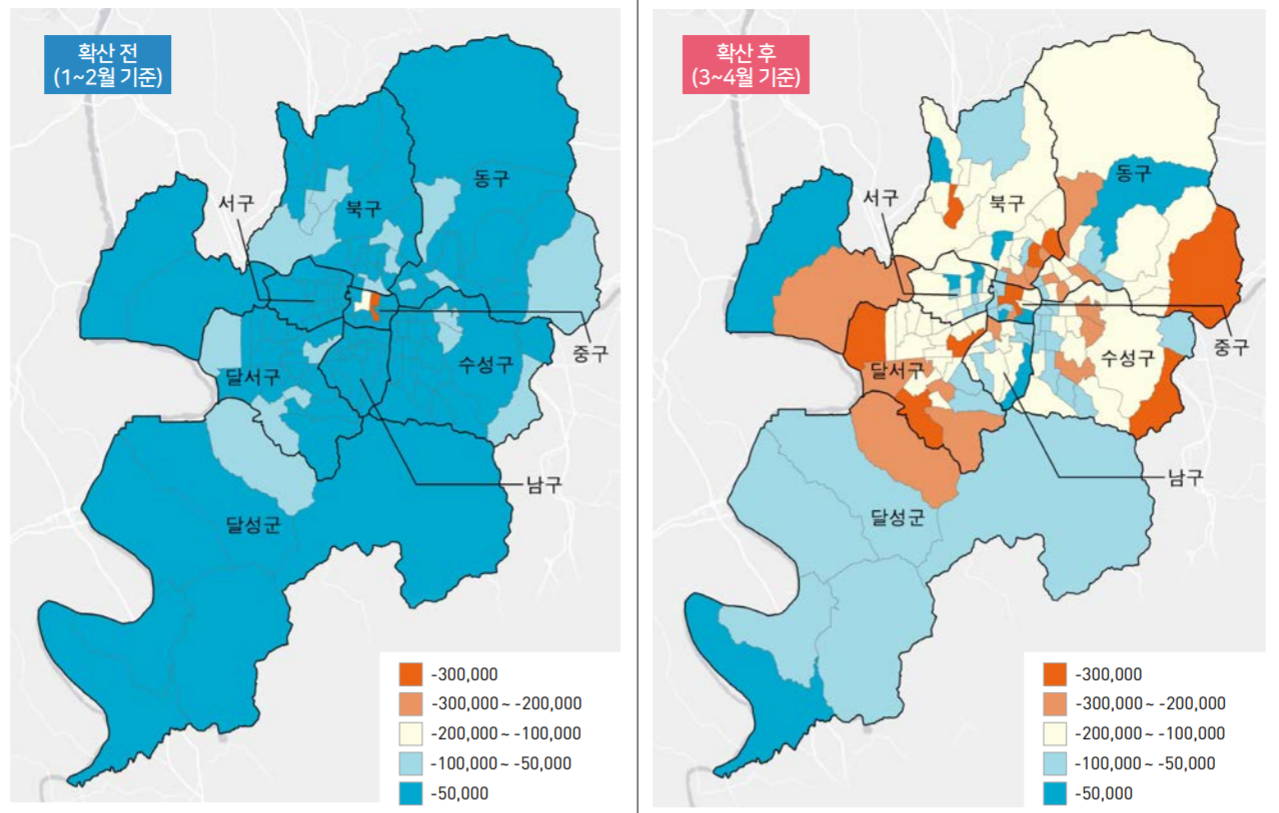 확산 전
(1~2월 기준)
동구
서구
북구
중구
수성구
달서구
남구
달성군
-300,000
-300,000 ~ -200,000
-200,000 ~ -100,000
-100,000 ~ -50,000
-50,000
확산 후
(3~4월 기준)
동구
서구
북구
중구
수성구
달서구
남구
달성군
-300,000
-300,000 ~ -200,000
-200,000 ~ -100,000
-100,000 ~ -50,000
-50,000